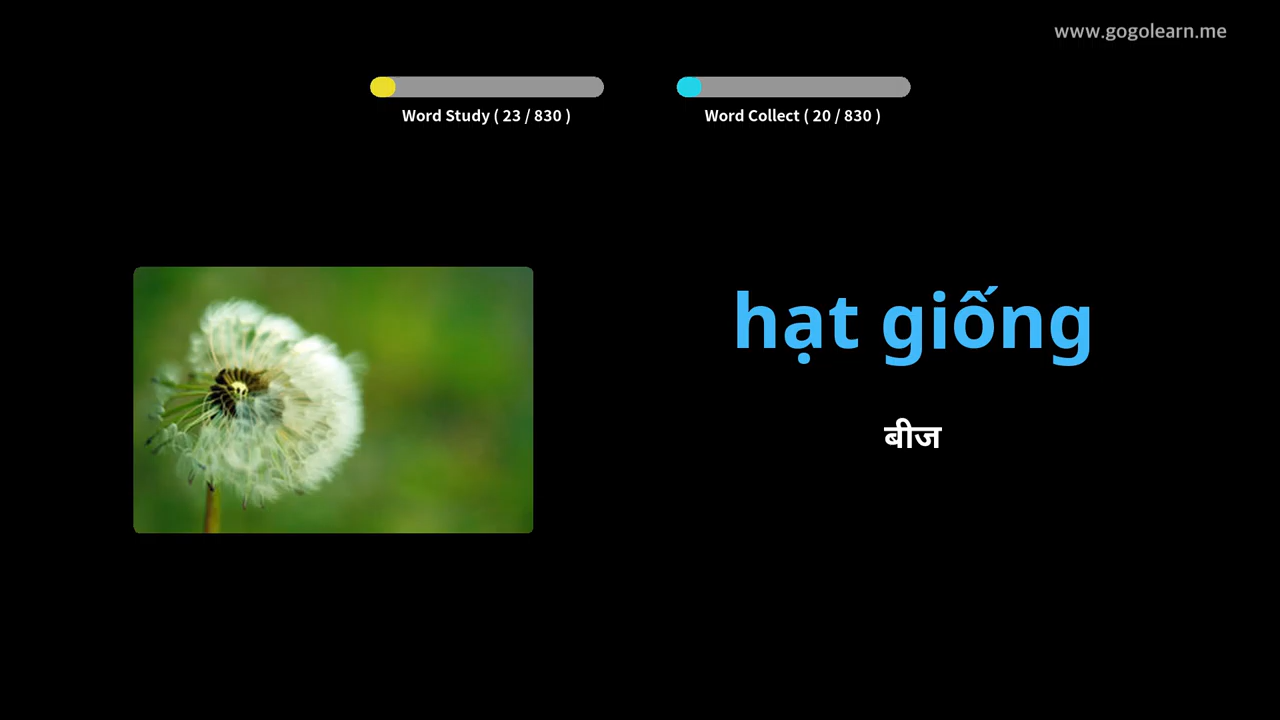 www.gogolearn.me
Word Study ( 23 / 830 )
Word Collect ( 20 / 830 )
hạt giống
बीज